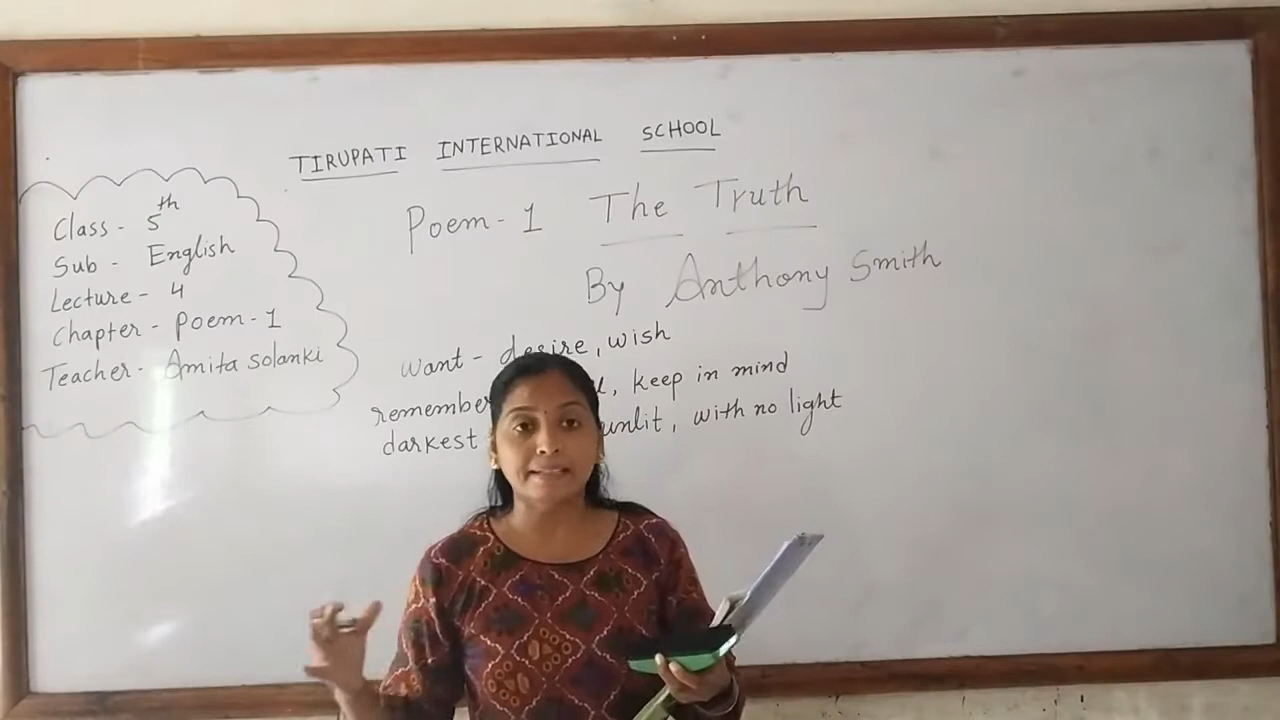 TIRUPATI INTERNATIONAL SCHOOL
Class - 5th
Sub - English
Lecture - 4
Chapter - Poem - 1
Teacher - Amita Solanki
Poem - 1 The Truth
By Anthony Smith
want - desire, wish
remember , keep in mind
darkest unlit, with no light